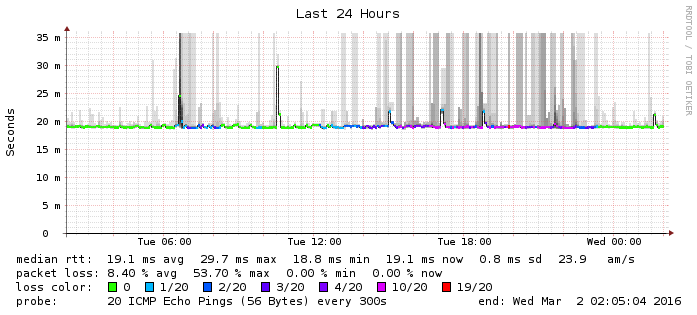 Last 24 Hours
RRDTOOL / TOBI OETIKER
Seconds
35 m
30 m
25 m
20 m
15 m
10 m
5 m
0
Tue 06:00 Tue 12:00 Tue 18:00 Wed 00:00
median rtt: 19.1 ms avg 29.7 ms max 18.8 ms min 19.1 ms now 0.8 ms sd 23.9 am/s
packet loss: 8.40 % avg 53.70 % max 0.00 % min 0.00 % now
loss color: 0 1/20 2/20 3/20 4/20 10/20 19/20
probe: 20 ICMP Echo Pings (56 Bytes) every 300s end: Wed Mar 2 02:05:04 2016